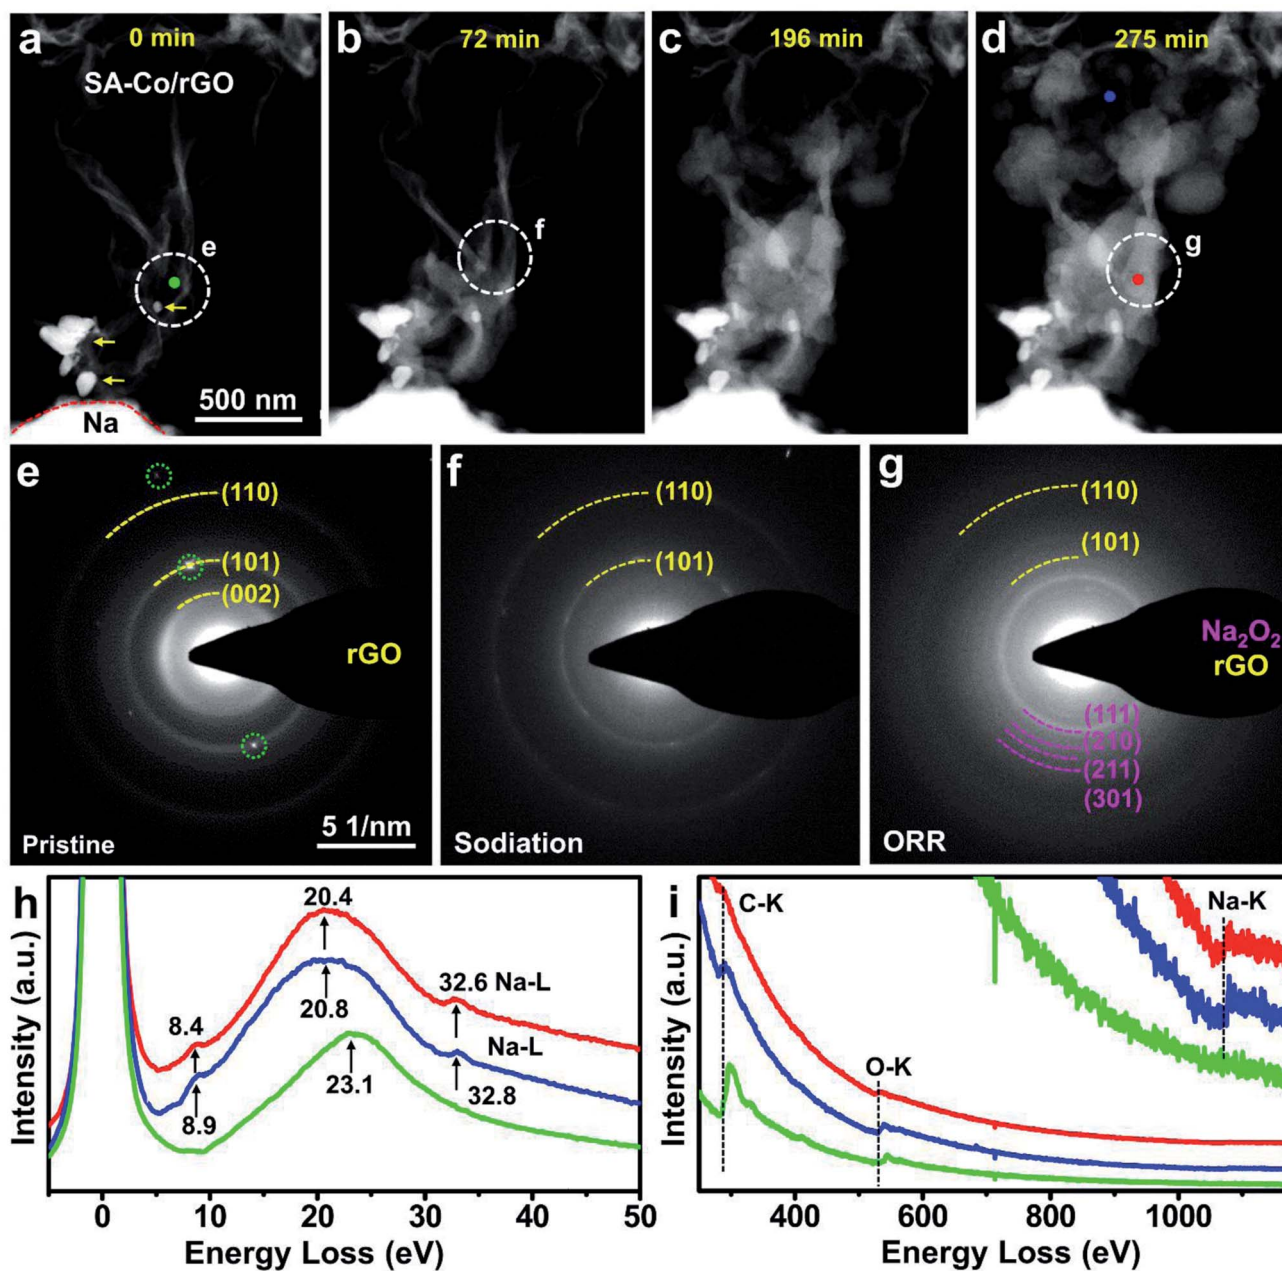 a
0 min
SA-Co/rGO
e
500 nm
Na
b
72 min
f
c
196 min
d
275 min
g
e
(110)
(101)
(002)
rGO
Pristine
5 1/nm
f
(110)
(101)
Sodiation
g
(110)
(101)
Na₂O₂
rGO
(111)
(210)
(211)
(301)
ORR
h
20.4
32.6 Na-L
8.4
20.8
Na-L
23.1
32.8
8.9
Intensity (a.u.)
0 10 20 30 40 50
Energy Loss (eV)
i
C-K
Na-K
O-K
Intensity (a.u.)
400 600 800 1000
Energy Loss (eV)